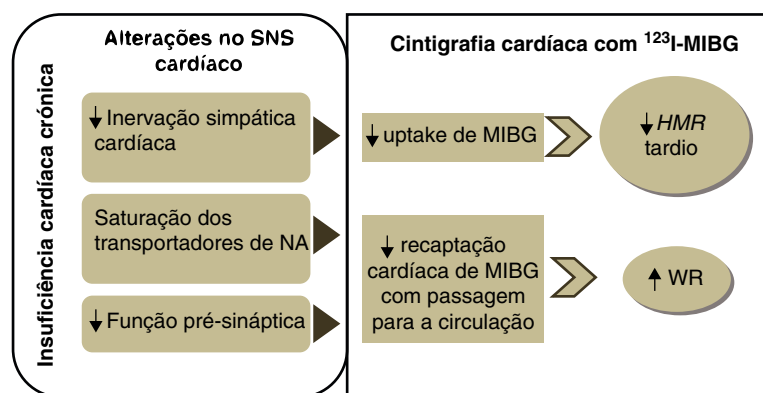 Insuficiência cardíaca crónica
Alterações no SNS
cardíaco
↓ Inervação simpática
cardíaca
Saturação dos
transportadores de NA
↓ Função pré-sináptica
Cintigrafia cardíaca com ¹²³I-MIBG
↓ uptake de MIBG
↓ HMR
tardio
↓ recaptação
cardíaca de MIBG
com passagem
para a circulação
↑ WR